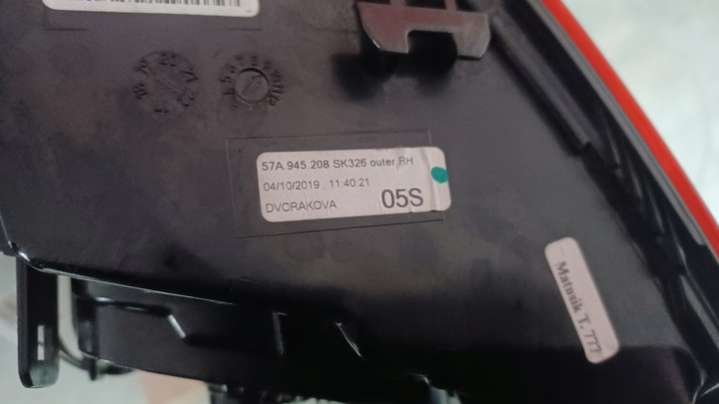 57A.945.208 SK326 outer RH
04/10/2019 , 11:40:21
DVORAKOVA 05S
Matusik T. 777